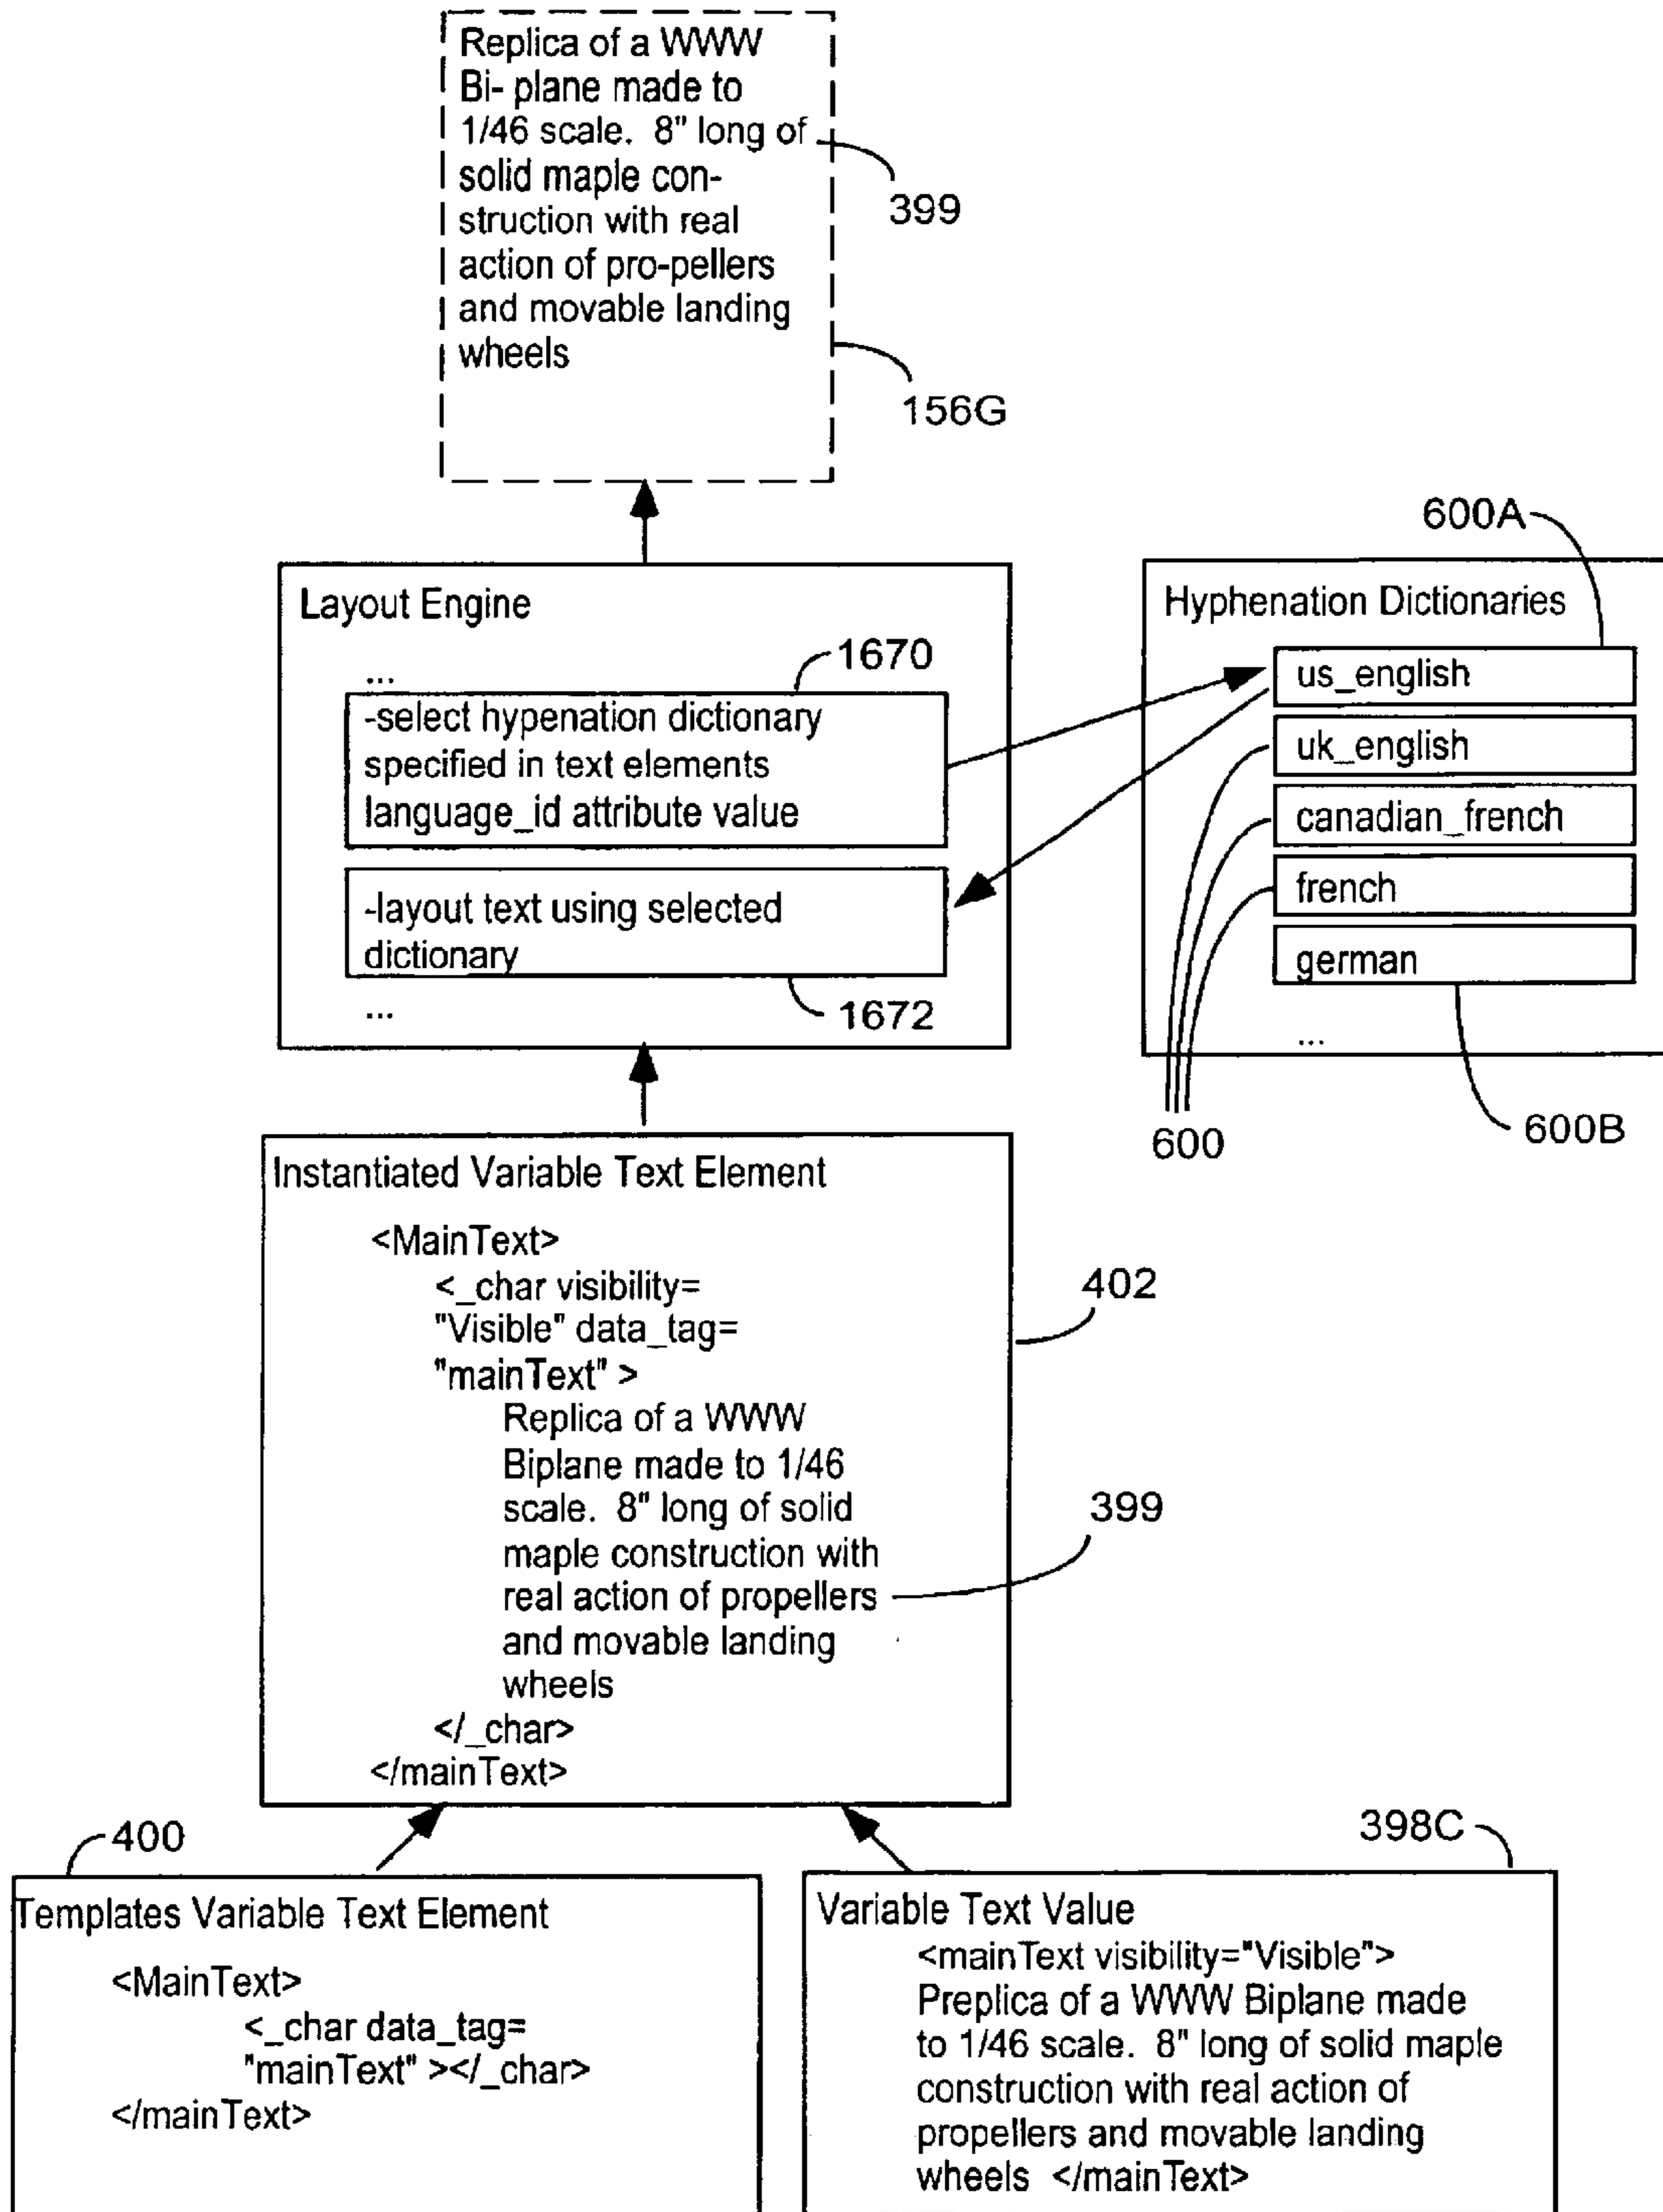 Replica of a WWW
Bi- plane made to
1/46 scale.  8" long of
solid maple con-
struction with real
action of pro-pellers
and movable landing
wheels
399
156G
600A
Layout Engine
...
1670
-select hypenation dictionary
specified in text elements
language_id attribute value
-layout text using selected
dictionary
1672
...
Hyphenation Dictionaries
us_english
uk_english
canadian_french
french
german
...
600
600B
Instantiated Variable Text Element
<MainText>
<_char visibility=
"Visible" data_tag=
"mainText" >
Replica of a WWW
Biplane made to 1/46
scale.  8" long of solid
maple construction with
real action of propellers
and movable landing
wheels
</_char>
</mainText>
402
399
400
Templates Variable Text Element
<MainText>
<_char data_tag=
"mainText" ></_char>
</mainText>
398C
Variable Text Value
<mainText visibility="Visible">
Preplica of a WWW Biplane made
to 1/46 scale.  8" long of solid maple
construction with real action of
propellers and movable landing
wheels  </mainText>